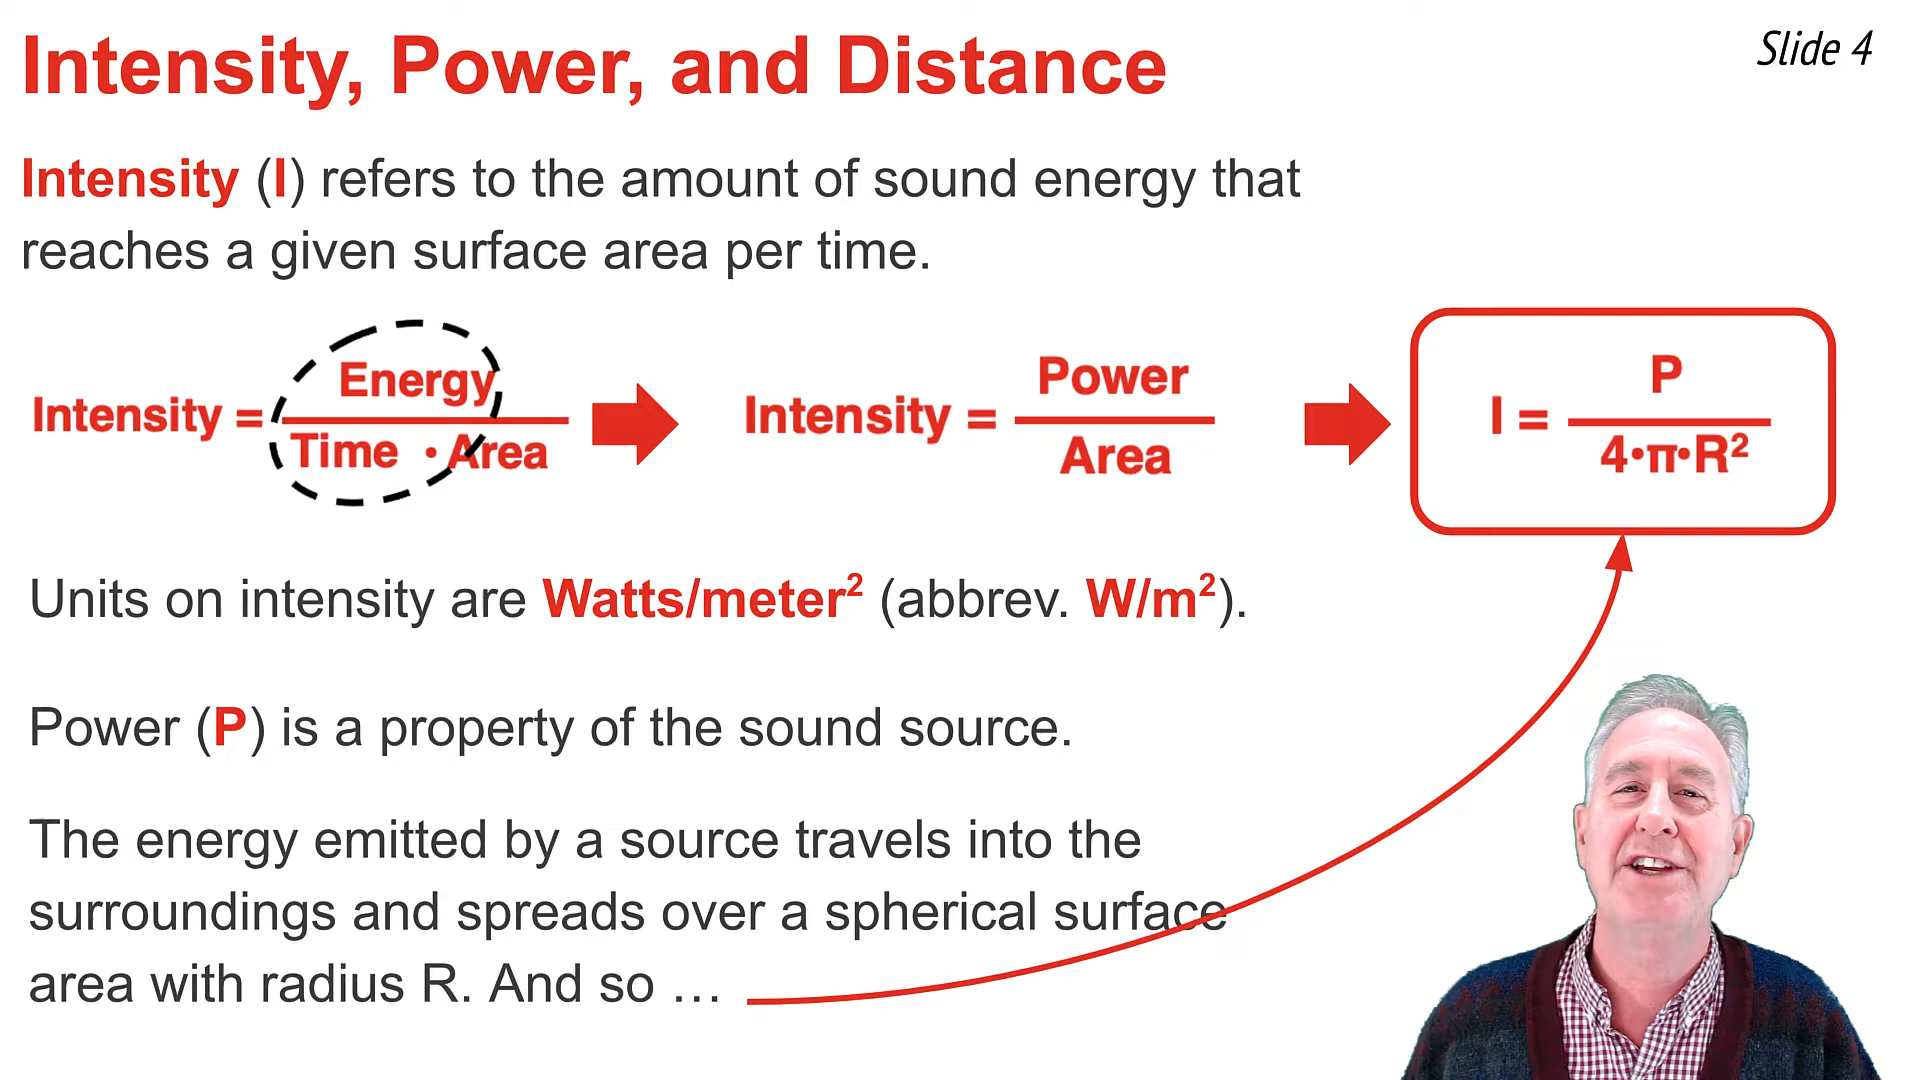 Intensity, Power, and Distance
Slide 4
Intensity (I) refers to the amount of sound energy that
reaches a given surface area per time.
Intensity = Energy / Time · Area
Intensity = Power / Area
I = P / 4•π•R²
Units on intensity are Watts/meter² (abbrev. W/m²).
Power (P) is a property of the sound source.
The energy emitted by a source travels into the
surroundings and spreads over a spherical surface
area with radius R. And so …